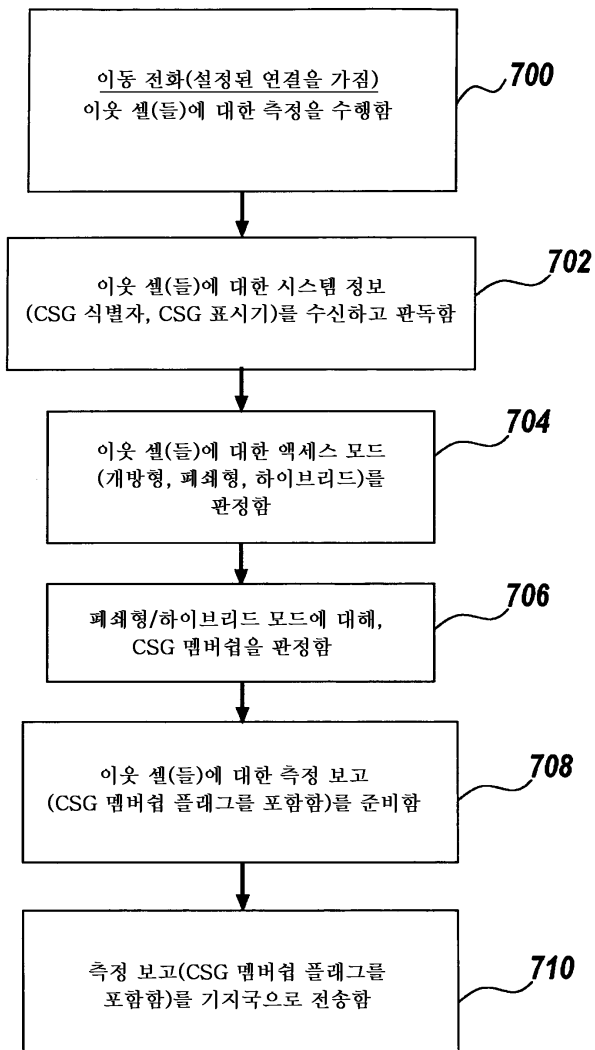 이동 전화(설정된 연결을 가짐)
이웃 셀(들)에 대한 측정을 수행함
700
이웃 셀(들)에 대한 시스템 정보
(CSG 식별자, CSG 표시기)를 수신하고 판독함
702
이웃 셀(들)에 대한 액세스 모드
(개방형, 폐쇄형, 하이브리드)를
판정함
704
폐쇄형/하이브리드 모드에 대해,
CSG 멤버쉽을 판정함
706
이웃 셀(들)에 대한 측정 보고
(CSG 멤버쉽 플래그를 포함함)를 준비함
708
측정 보고(CSG 멤버쉽 플래그를
포함함)를 기지국으로 전송함
710